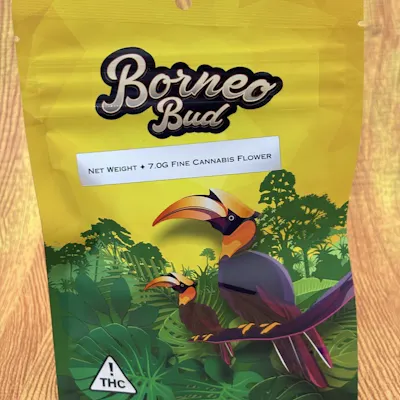 Borneo
Bud
NET WEIGHT ✦ 7.0G FINE CANNABIS FLOWER
!
THC